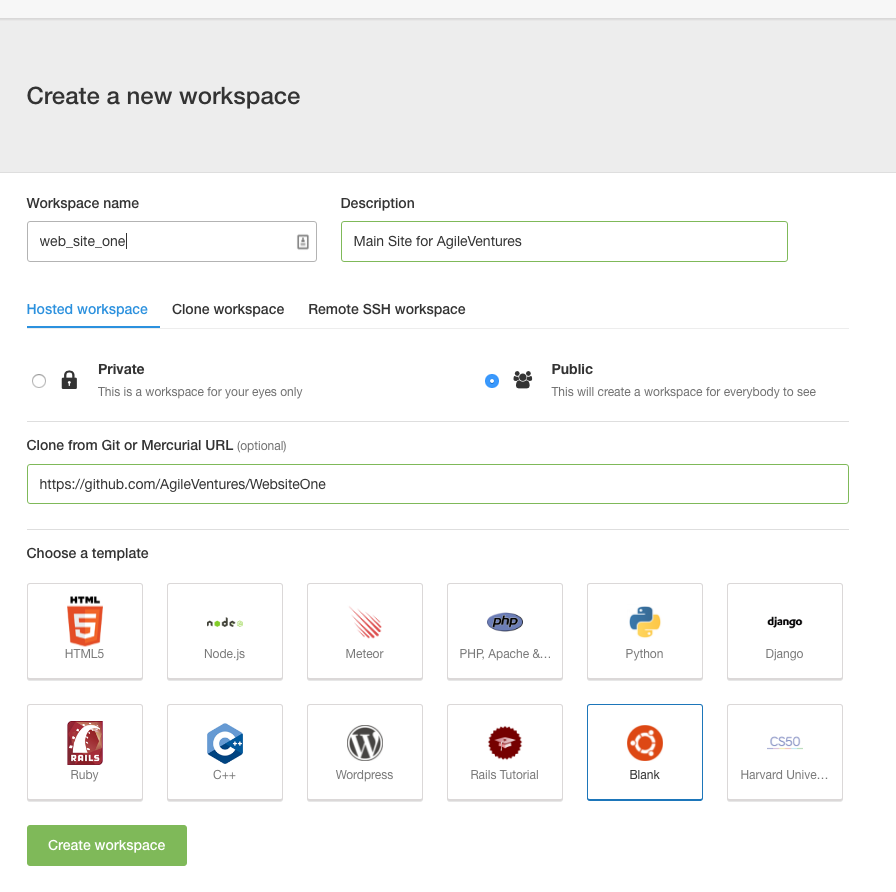 Create a new workspace
Workspace name
Description
web_site_one
Main Site for AgileVentures
Hosted workspace
Clone workspace
Remote SSH workspace
Private
This is a workspace for your eyes only
Public
This will create a workspace for everybody to see
Clone from Git or Mercurial URL (optional)
https://github.com/AgileVentures/WebsiteOne
Choose a template
HTML
5
HTML5
node
Node.js
Meteor
php
PHP, Apache &...
Python
django
Django
RAILS
Ruby
C++
C++
W
Wordpress
Rails Tutorial
Blank
CS50
Harvard Unive...
Create workspace